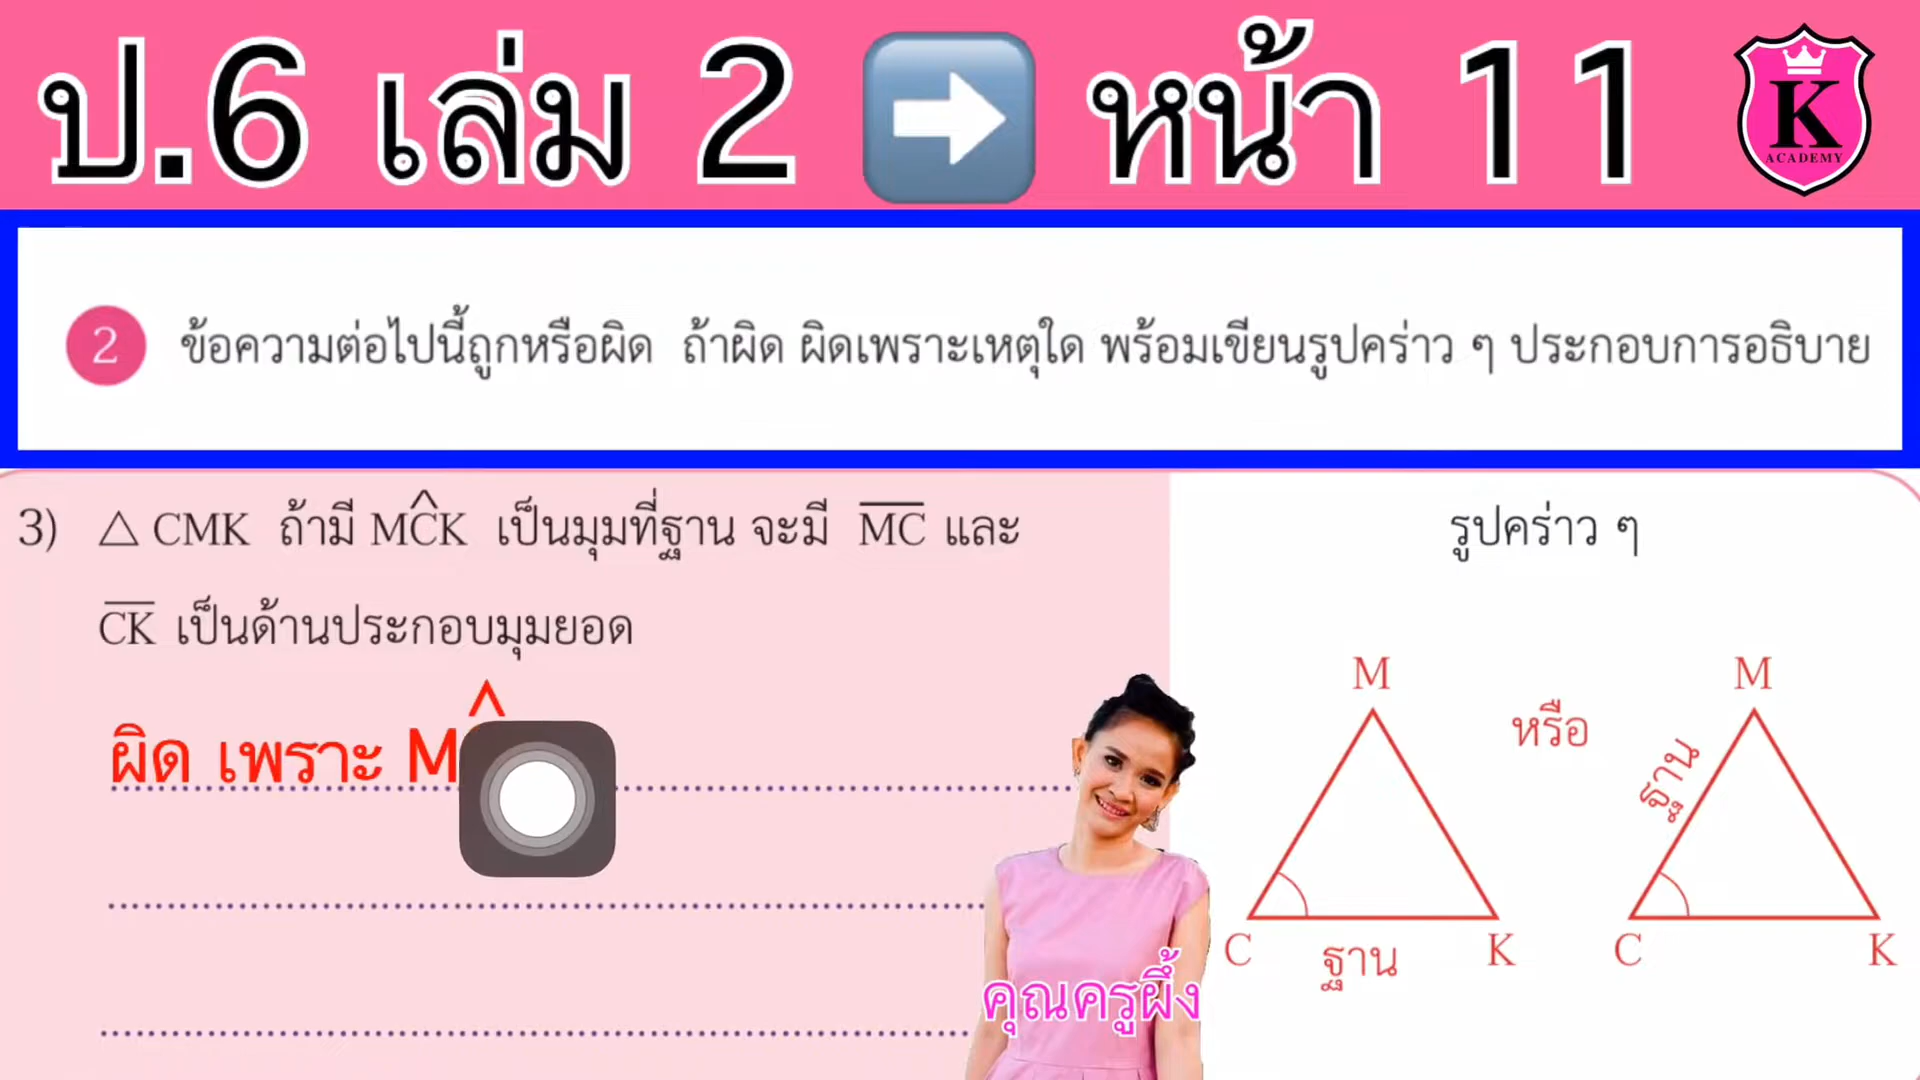 ป.6 เล่ม 2 ➡ หน้า 11
K
ACADEMY
2 ข้อความต่อไปนี้ถูกหรือผิด ถ้าผิด ผิดเพราะเหตุใด พร้อมเขียนรูปคร่าว ๆ ประกอบการอธิบาย
3) △ CMK ถ้ามี MĈK เป็นมุมที่ฐาน จะมี M̅C̅ และ
C̅K̅ เป็นด้านประกอบมุมยอด
ผิด เพราะ M
รูปคร่าว ๆ
M
C
K
ฐาน
หรือ
M
ฐาน
C
K
คุณครูผึ้ง